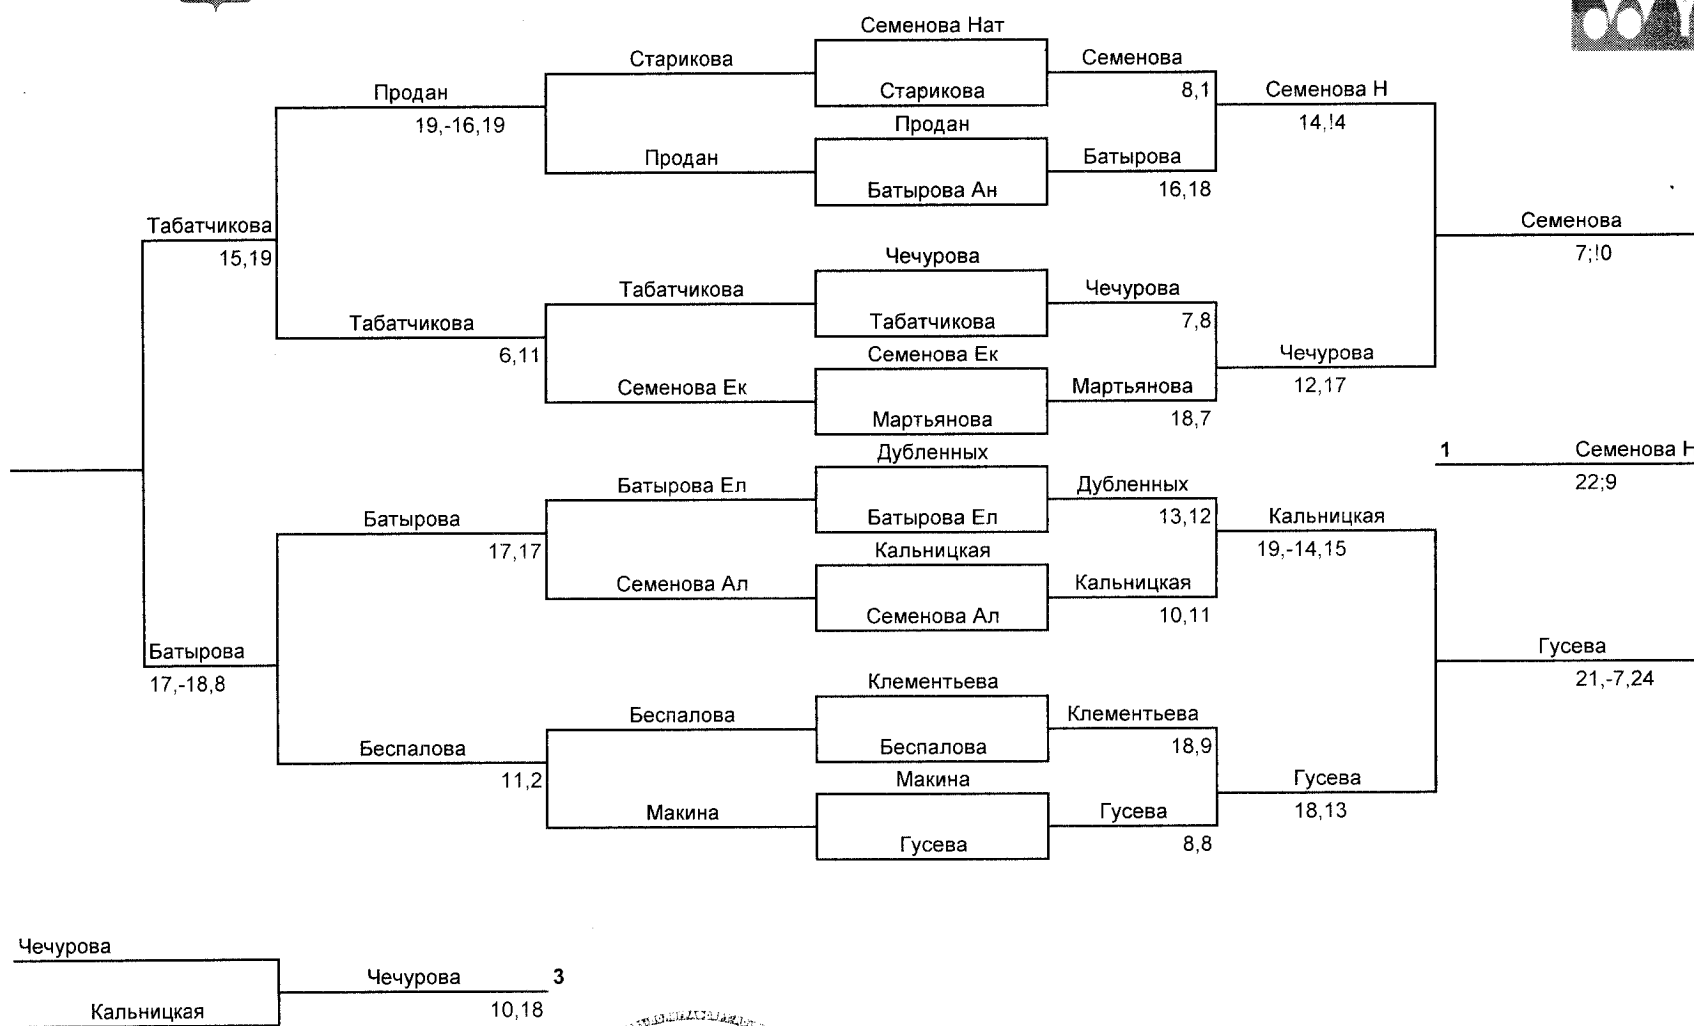 Семенова Нат
Старикова
Семенова
Старикова
8,1
Семенова Н
Продан
19,-16,19
14,!4
Продан
Продан
Батырова
Батырова Ан
16,18
Табатчикова
15,19
Семенова
7;!0
Чечурова
Табатчикова
Чечурова
Табатчикова
7,8
Табатчикова
6,11
Семенова Ек
Чечурова
12,17
Семенова Ек
Мартьянова
Мартьянова
18,7
Дубленных
1
Семенова Н
22;9
Батырова Ел
Дубленных
Батырова Ел
13,12
Батырова
17,17
Кальницкая
19,-14,15
Кальницкая
Семенова Ал
Кальницкая
Семенова Ал
10,11
Батырова
17,-18,8
Гусева
21,-7,24
Клементьева
Беспалова
Клементьева
Беспалова
18,9
Беспалова
11,2
Макина
Гусева
18,13
Макина
Гусева
Гусева
8,8
Чечурова
Чечурова
3
Кальницкая
10,18